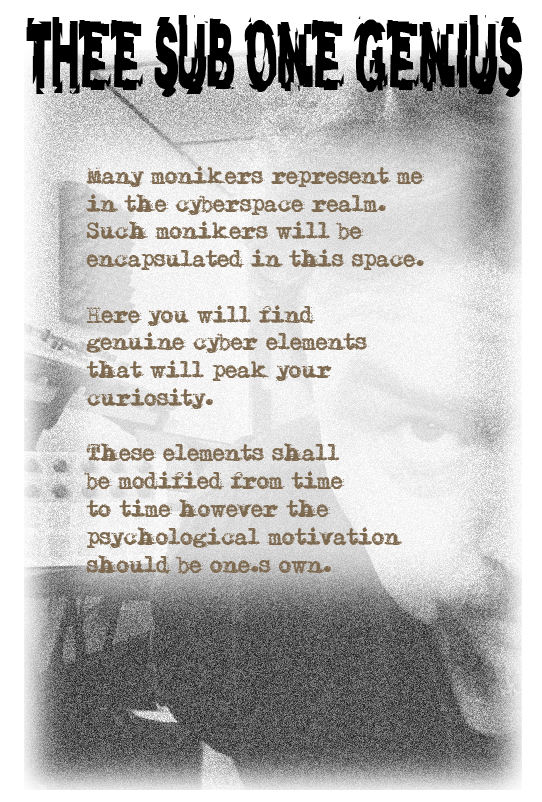 THEE SUB ONE GENIUS
Many monikers represent me
in the cyberspace realm.
Such monikers will be
encapsulated in this space.
Here you will find
genuine cyber elements
that will peak your
curiosity.
These elements shall
be modified from time
to time however the
psychological motivation
should be one.s own.